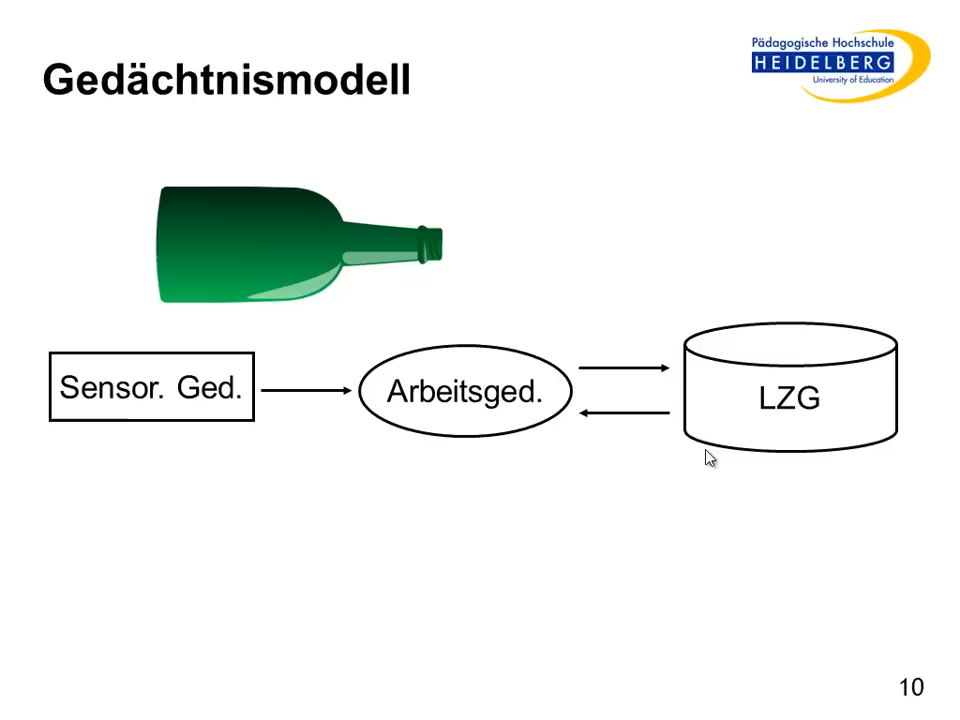 Gedächtnismodell
Pädagogische Hochschule
HEIDELBERG
University of Education
Sensor. Ged.
Arbeitsged.
LZG
10